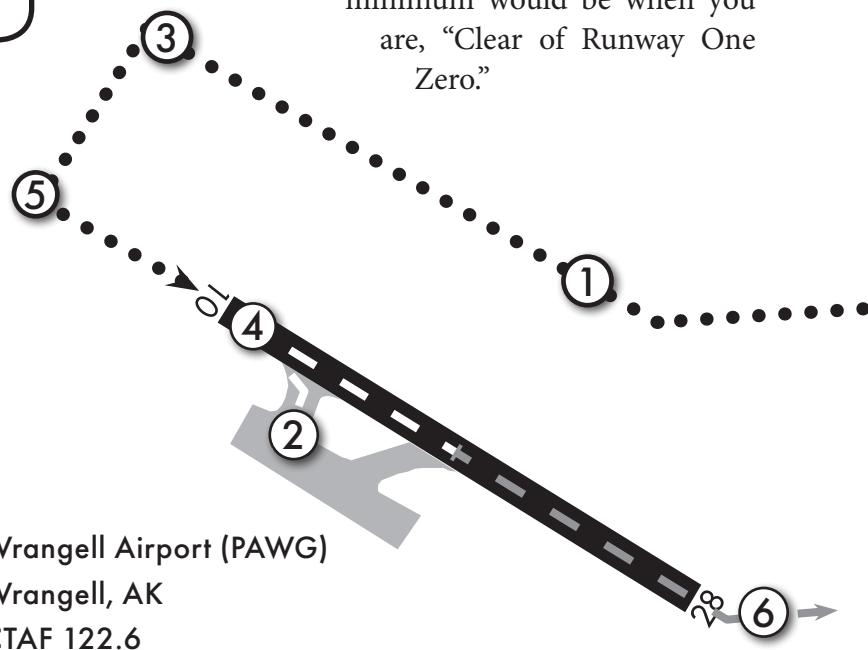 minimum would be when you
are, “Clear of Runway One
Zero.”
3
5
1
10
4
2
Wrangell Airport (PAWG)
Wrangell, AK
CTAF 122.6
28
6